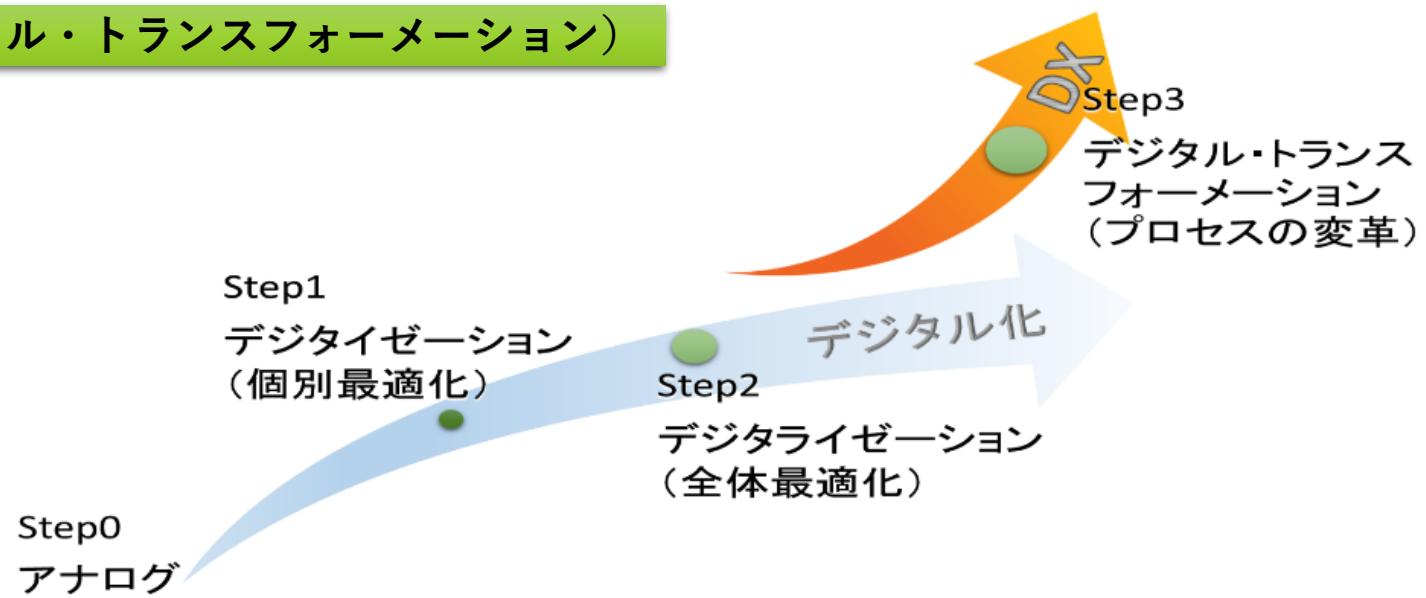 ル・トランスフォーメーション）
DX
Step3
デジタル・トランス
フォーメーション
（プロセスの変革）
Step1
デジタイゼーション
（個別最適化）
デジタル化
Step2
デジタライゼーション
（全体最適化）
Step0
アナログ